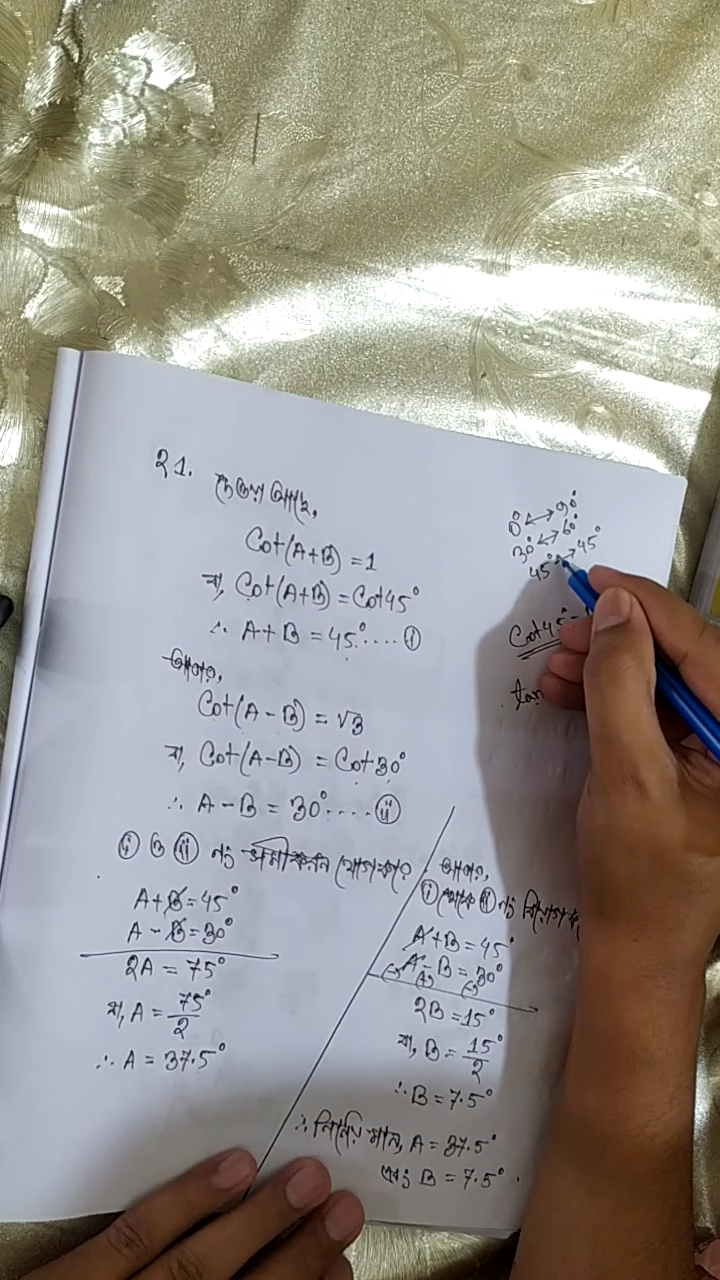 ২1. দেওয়া আছে,
Cot(A+B) = 1
বা, Cot(A+B) = Cot45°
∴ A+B = 45°.....(i)
আবার,
Cot(A-B) = √3
বা, Cot(A-B) = Cot30°
∴ A-B = 30°....(ii)
(i) ও (ii) নং সমীকরণ যোগ করে
A+B = 45°
A-B = 30°
2A = 75°
বা, A = 75°/2
∴ A = 37.5°
আবার,
(i) থেকে (ii) নং বিয়োগ
A+B = 45°
A-B = 30°
(-) (+) (-)
2B = 15°
বা, B = 15°/2
∴ B = 7.5°
∴ নির্ণেয় মান, A = 37.5°
এবং B = 7.5°
0° ↔ 90°
30° ↔ 60°
45° ↔ 45°
Cot45° =
tan